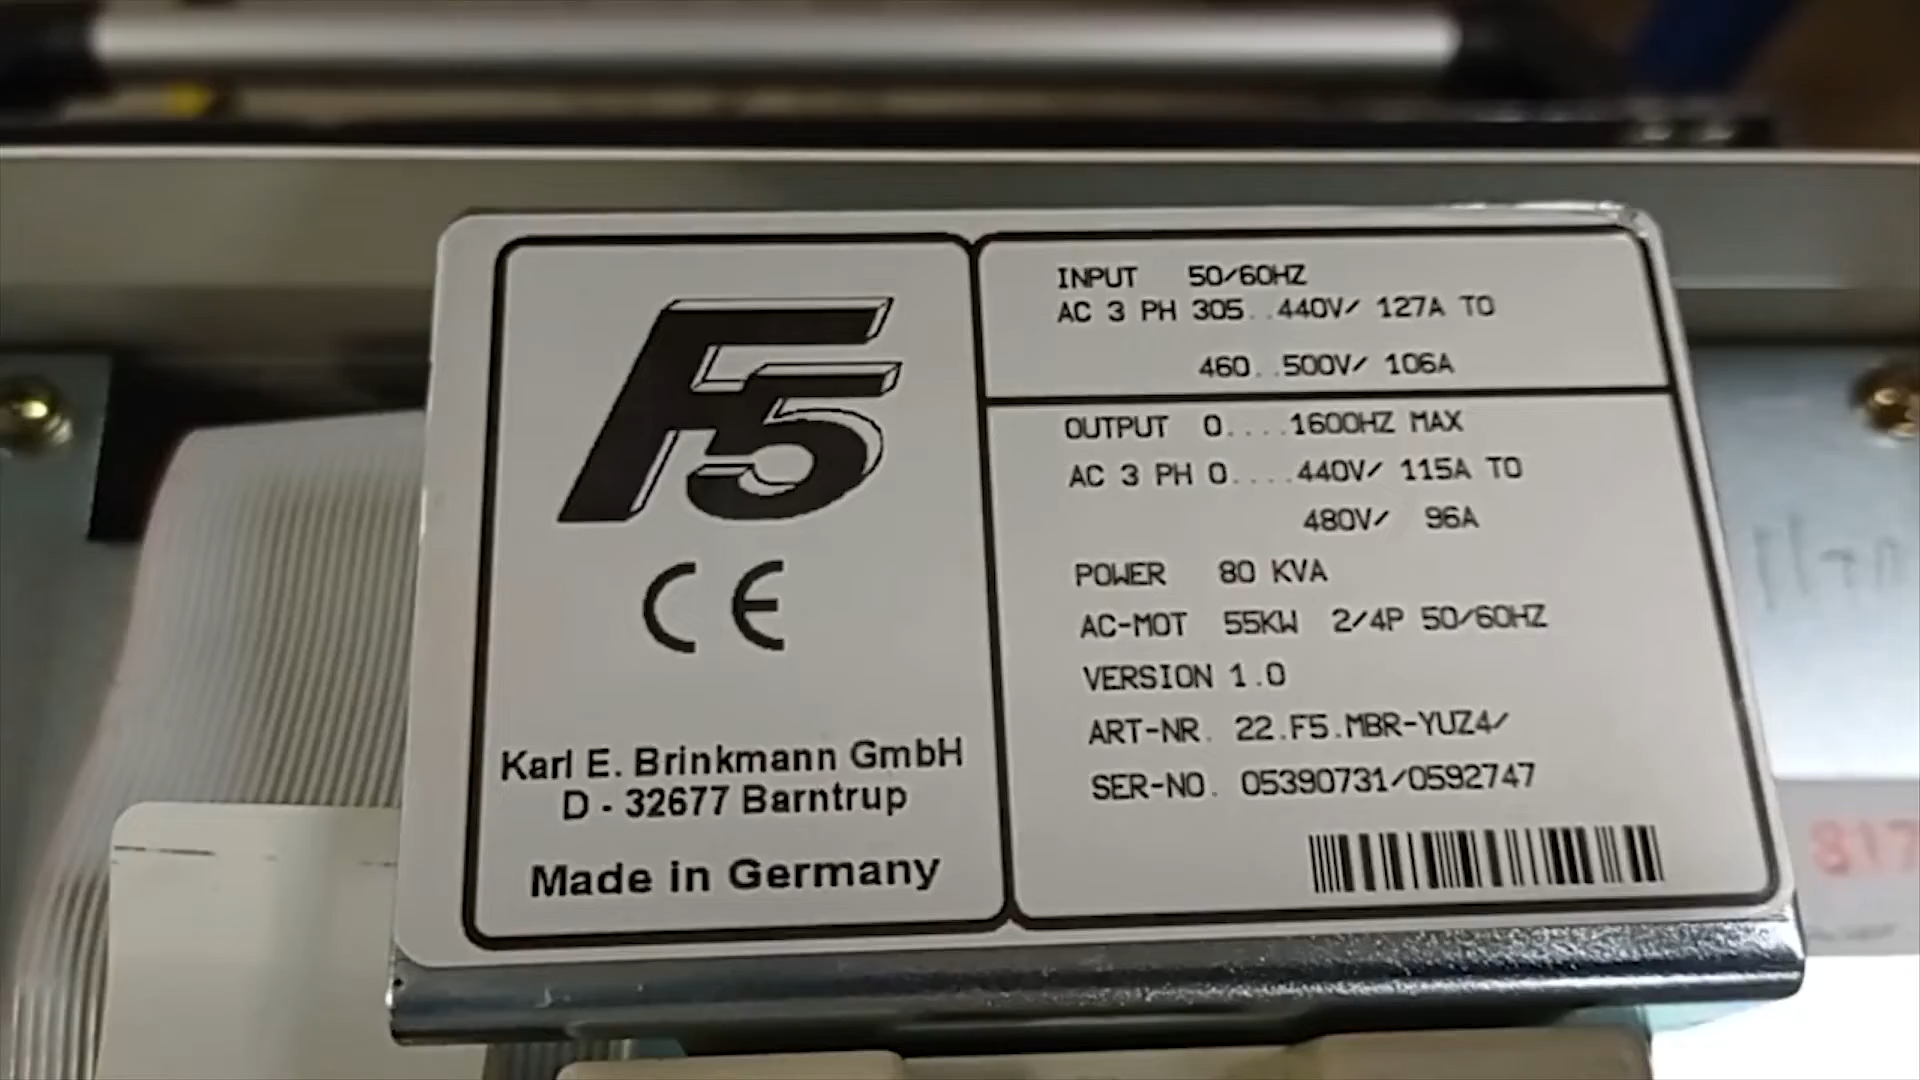 F5
CE
Karl E. Brinkmann GmbH
D - 32677 Barntrup
Made in Germany
INPUT 50/60HZ
AC 3 PH 305..440V/ 127A TO
460..500V/ 106A
OUTPUT 0....1600HZ MAX
AC 3 PH 0....440V/ 115A TO
480V/ 96A
POWER 80 KVA
AC-MOT 55KW 2/4P 50/60HZ
VERSION 1.0
ART-NR. 22.F5.MBR-YUZ4/
SER-NO. 05390731/0592747
817